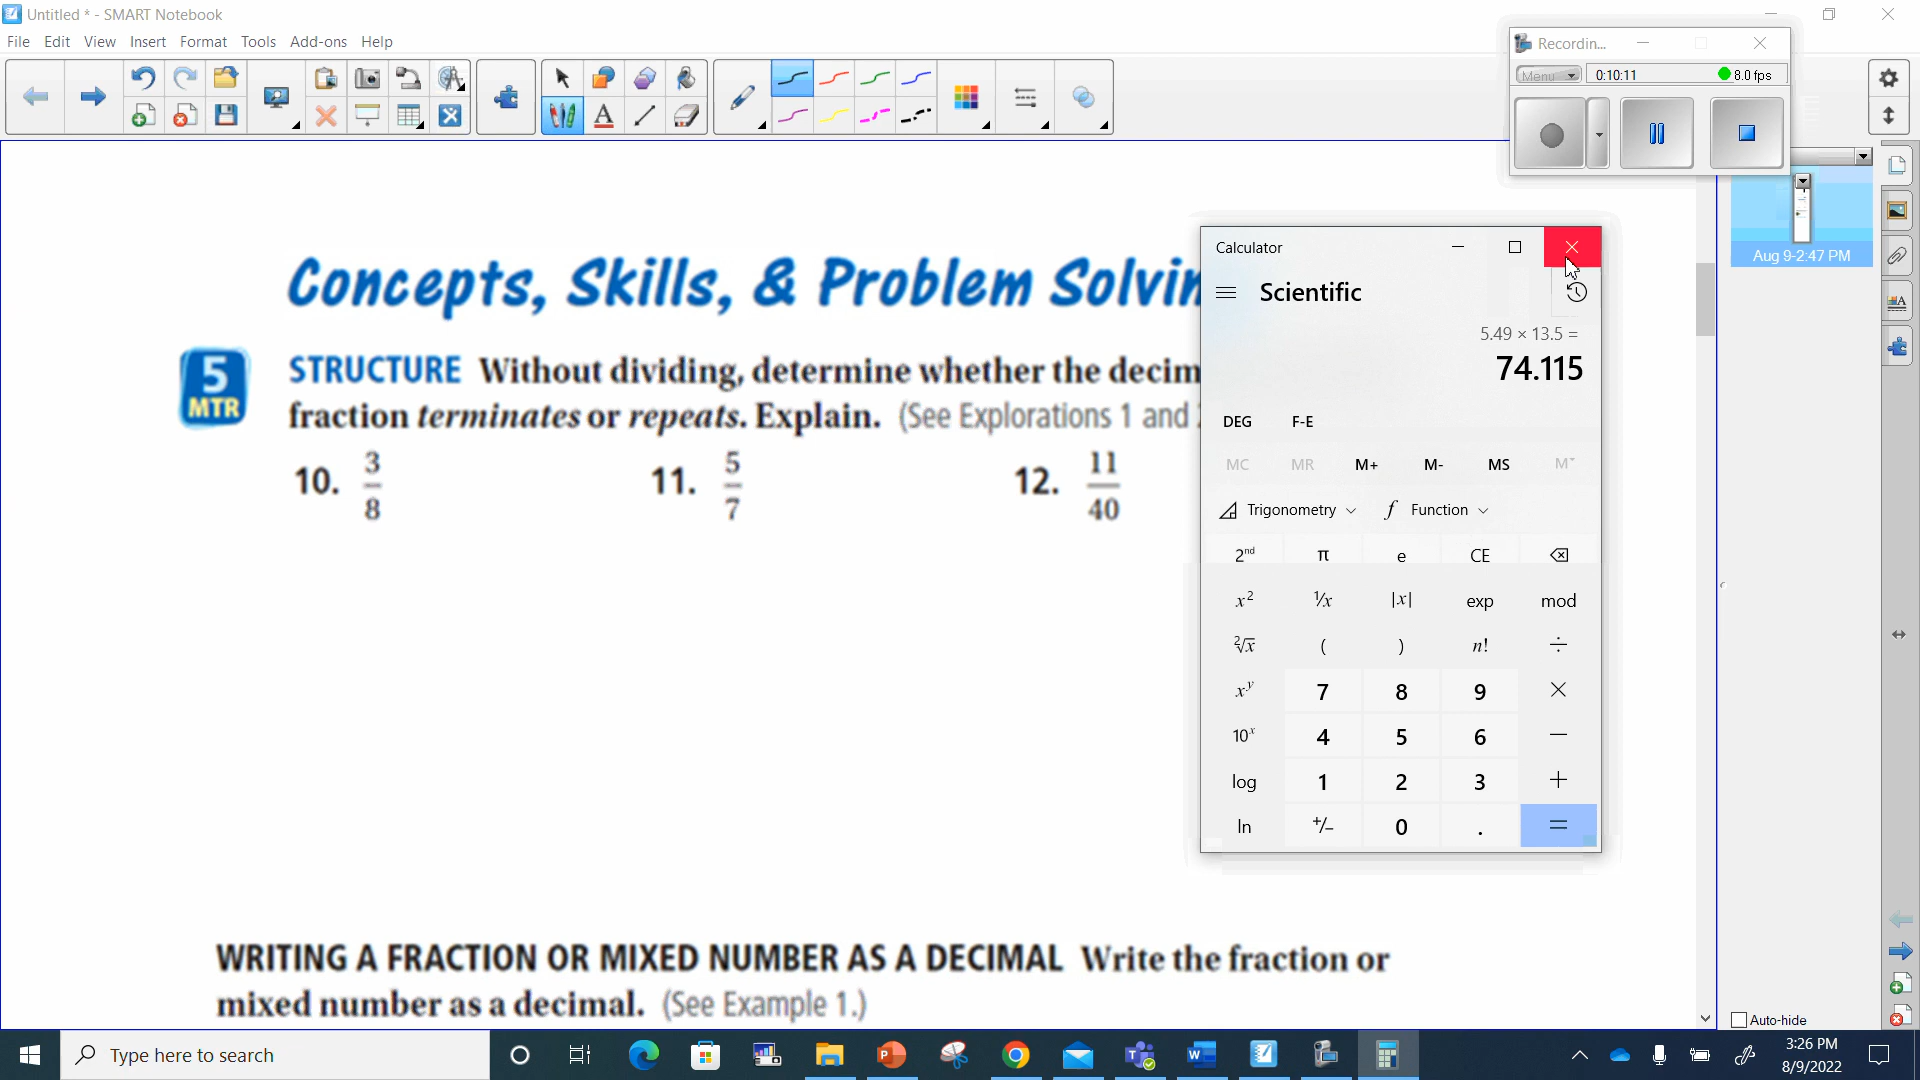 Untitled * - SMART Notebook
File Edit View Insert Format Tools Add-ons Help
Recordin...
Menu 0:10:11 8.0 fps
Aug 9-2:47 PM
Concepts, Skills, & Problem Solvin
5
MTR
STRUCTURE Without dividing, determine whether the decim
fraction terminates or repeats. Explain. (See Explorations 1 and
10. 3/8 11. 5/7 12. 11/40
Calculator
Scientific
5.49 × 13.5 =
74.115
DEG F-E
MC MR M+ M- MS M˅
Trigonometry Function
2ⁿᵈ π e CE
x² ¹/x |x| exp mod
²√x ( ) n! ÷
xʸ 7 8 9 ×
10ˣ 4 5 6 −
log 1 2 3 +
ln +/− 0 . =
WRITING A FRACTION OR MIXED NUMBER AS A DECIMAL Write the fraction or
mixed number as a decimal. (See Example 1.)
Auto-hide
Type here to search
3:26 PM
8/9/2022